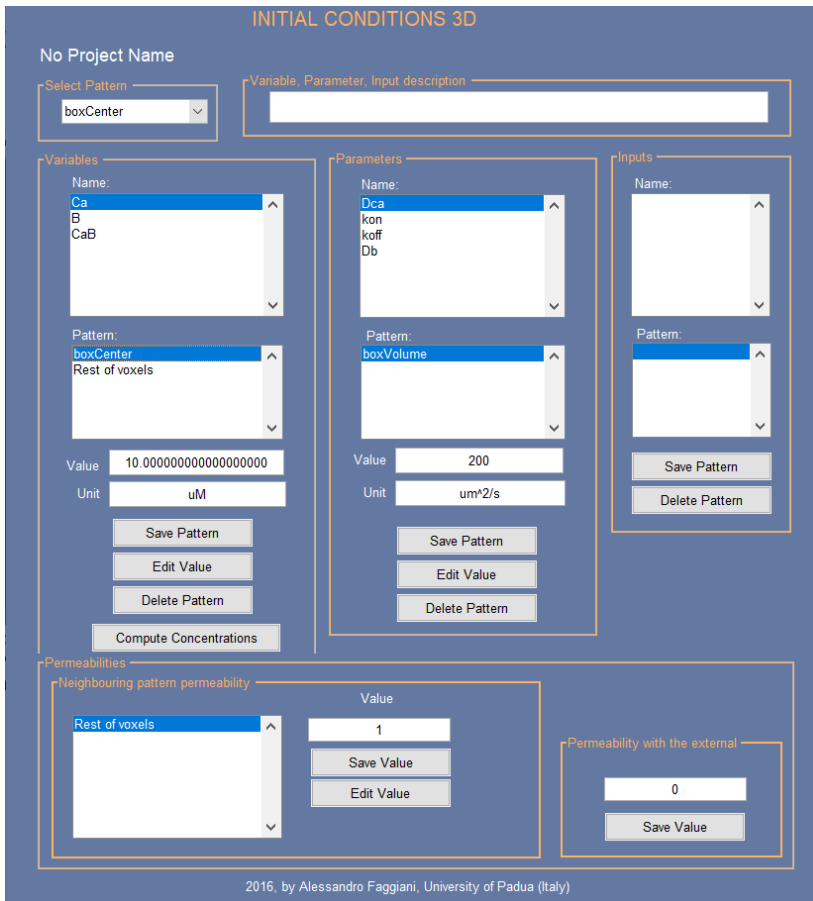 INITIAL CONDITIONS 3D
No Project Name
Select Pattern
boxCenter
Variable, Parameter, Input description
Variables
Name:
Ca
B
CaB
Pattern:
boxCenter
Rest of voxels
Value 10.000000000000000000
Unit uM
Save Pattern
Edit Value
Delete Pattern
Compute Concentrations
Parameters
Name:
Dca
kon
koff
Db
Pattern:
boxVolume
Value 200
Unit um^2/s
Save Pattern
Edit Value
Delete Pattern
Inputs
Name:
Pattern:
Save Pattern
Delete Pattern
Permeabilities
Neighbouring pattern permeability
Rest of voxels
Value
1
Save Value
Edit Value
Permeability with the external
0
Save Value
2016, by Alessandro Faggiani, University of Padua (Italy)